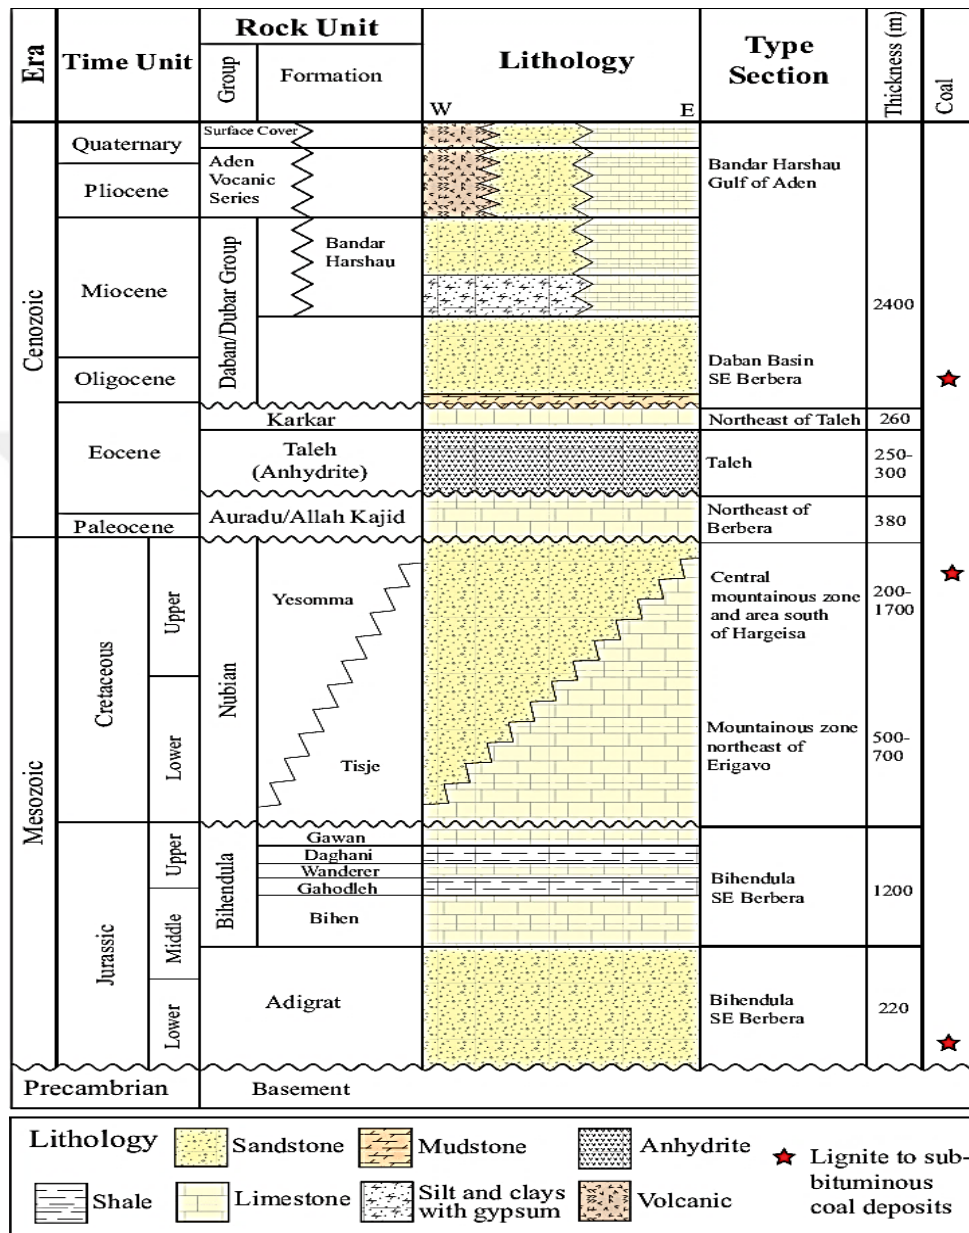 Era
Time Unit
Rock Unit
Group
Formation
Lithology
W
E
Type
Section
Thickness (m)
Coal
Cenozoic
Quaternary
Pliocene
Miocene
Oligocene
Eocene
Paleocene
Surface Cover
Aden
Vocanic
Series
Daban/Dubar Group
Bandar
Harshau
Karkar
Taleh
(Anhydrite)
Auradu/Allah Kajid
Bandar Harshau
Gulf of Aden
Daban Basin
SE Berbera
2400
Northeast of Taleh
260
Taleh
250-
300
Northeast of
Berbera
380
Mesozoic
Cretaceous
Upper
Lower
Nubian
Yesomma
Tisje
Central
mountainous zone
and area south
of Hargeisa
200-
1700
Mountainous zone
northeast of
Erigavo
500-
700
Jurassic
Upper
Middle
Lower
Bihendula
Gawan
Daghani
Wanderer
Gahodleh
Bihen
Bihendula
SE Berbera
1200
Adigrat
Bihendula
SE Berbera
220
Precambrian
Basement
Lithology
Sandstone
Mudstone
Anhydrite
Lignite to sub-
bituminous
coal deposits
Shale
Limestone
Silt and clays
with gypsum
Volcanic